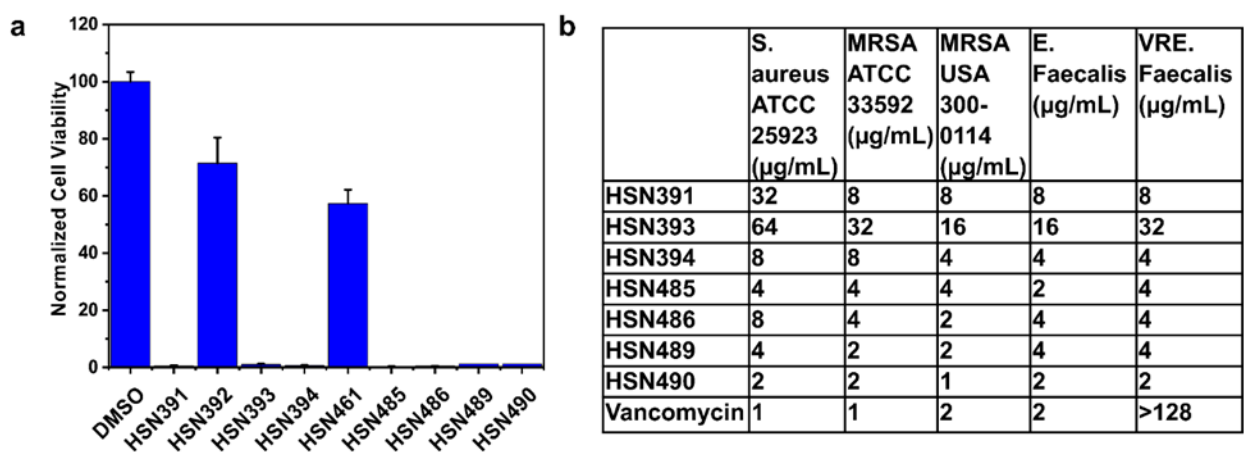 a
b
120
100
80
60
40
20
0
Normalized Cell Viability
DMSO
HSN391
HSN392
HSN393
HSN394
HSN461
HSN485
HSN486
HSN489
HSN490
S. aureus ATCC 25923 (µg/mL) MRSA ATCC 33592 (µg/mL) MRSA USA 300-0114 (µg/mL) E. Faecalis (µg/mL) VRE. Faecalis (µg/mL)
HSN391 32 8 8 8 8
HSN393 64 32 16 16 32
HSN394 8 8 4 4 4
HSN485 4 4 4 2 4
HSN486 8 4 2 4 4
HSN489 4 2 2 4 4
HSN490 2 2 1 2 2
Vancomycin 1 1 2 2 >128